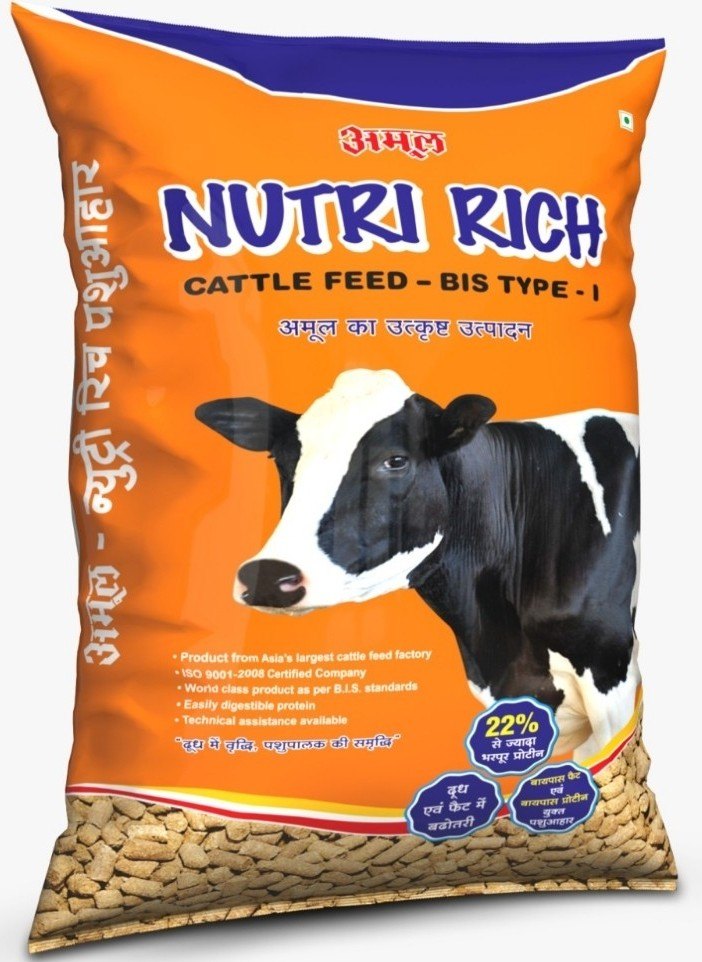 अमूल
NUTRI RICH
CATTLE FEED – BIS TYPE - I
अमूल का उत्कृष्ट उत्पादन
अमूल - न्युट्री रिच पशुआहार
• Product from Asia's largest cattle feed factory
• ISO 9001-2008 Certified Company
• World class product as per B.I.S. standards
• Easily digestible protein
• Technical assistance available
"दूध में वृद्धि, पशुपालक की समृद्धि"
22%
से ज्यादा
भरपूर प्रोटीन
दूध
एवं फैट में
बढोतरी
बायपास फैट
एवं
बायपास प्रोटीन
युक्त
पशुआहार